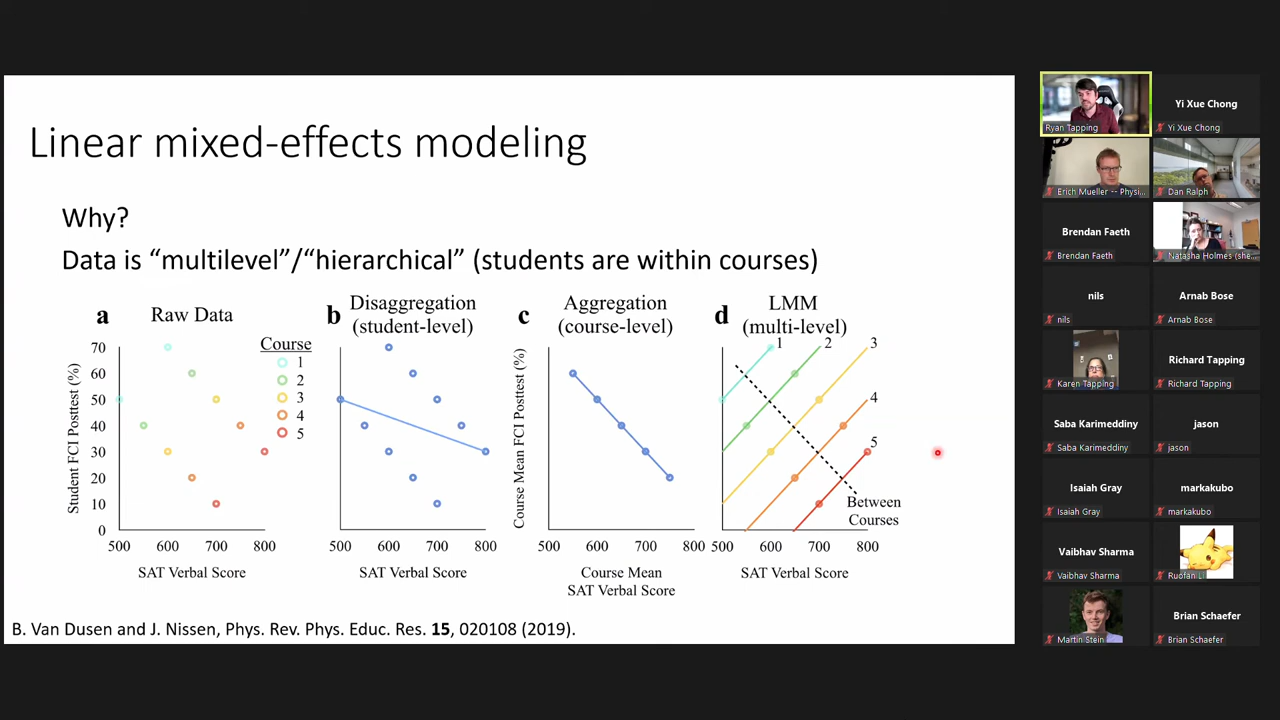 Linear mixed-effects modeling
Why?
Data is “multilevel”/“hierarchical” (students are within courses)
a Raw Data
Course
1
2
3
4
5
Student FCI Posttest (%)
70
60
50
40
30
20
10
0
500 600 700 800
SAT Verbal Score
b Disaggregation
(student-level)
500 600 700 800
SAT Verbal Score
c Aggregation
(course-level)
Course Mean FCI Posttest (%)
500 600 700 800
Course Mean
SAT Verbal Score
d LMM
(multi-level)
1
2
3
4
5
Between
Courses
500 600 700 800
SAT Verbal Score
B. Van Dusen and J. Nissen, Phys. Rev. Phys. Educ. Res. 15, 020108 (2019).
Ryan Tapping
Yi Xue Chong
Yi Xue Chong
Erich Mueller -- Physi...
Dan Ralph
Brendan Faeth
Brendan Faeth
Natasha Holmes (she...
nils
nils
Arnab Bose
Arnab Bose
Karen Tapping
Richard Tapping
Richard Tapping
Saba Karimeddiny
Saba Karimeddiny
jason
jason
Isaiah Gray
Isaiah Gray
markakubo
markakubo
Vaibhav Sharma
Vaibhav Sharma
Ruofan Li
Martin Stein
Brian Schaefer
Brian Schaefer